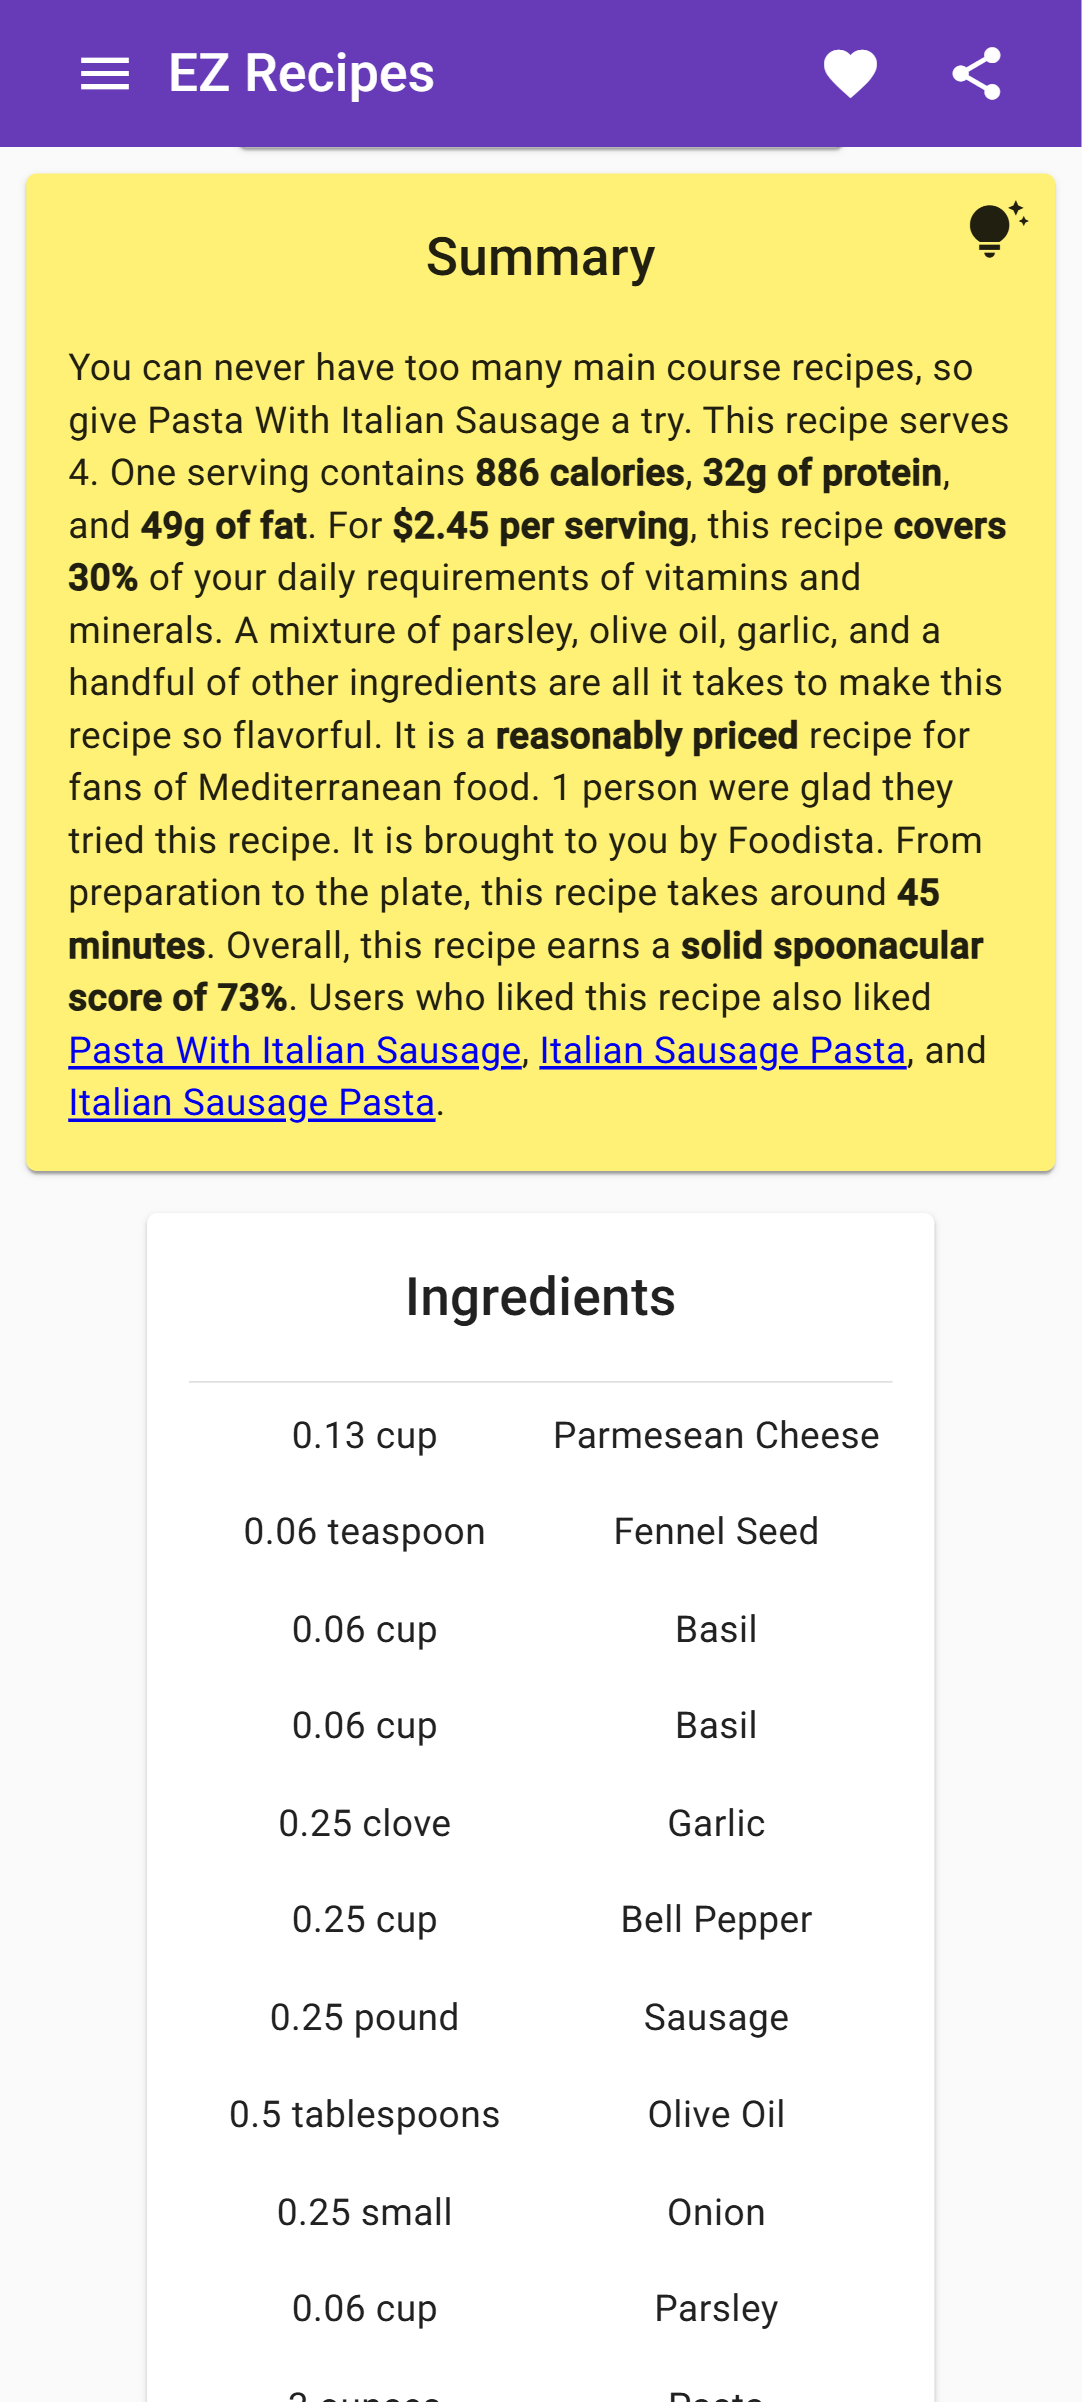 EZ Recipes
Summary
You can never have too many main course recipes, so
give Pasta With Italian Sausage a try. This recipe serves
4. One serving contains 886 calories, 32g of protein,
and 49g of fat. For $2.45 per serving, this recipe covers
30% of your daily requirements of vitamins and
minerals. A mixture of parsley, olive oil, garlic, and a
handful of other ingredients are all it takes to make this
recipe so flavorful. It is a reasonably priced recipe for
fans of Mediterranean food. 1 person were glad they
tried this recipe. It is brought to you by Foodista. From
preparation to the plate, this recipe takes around 45
minutes. Overall, this recipe earns a solid spoonacular
score of 73%. Users who liked this recipe also liked
Pasta With Italian Sausage, Italian Sausage Pasta, and
Italian Sausage Pasta.
Ingredients
0.13 cup Parmesean Cheese
0.06 teaspoon Fennel Seed
0.06 cup Basil
0.06 cup Basil
0.25 clove Garlic
0.25 cup Bell Pepper
0.25 pound Sausage
0.5 tablespoons Olive Oil
0.25 small Onion
0.06 cup Parsley
ounces Pasta